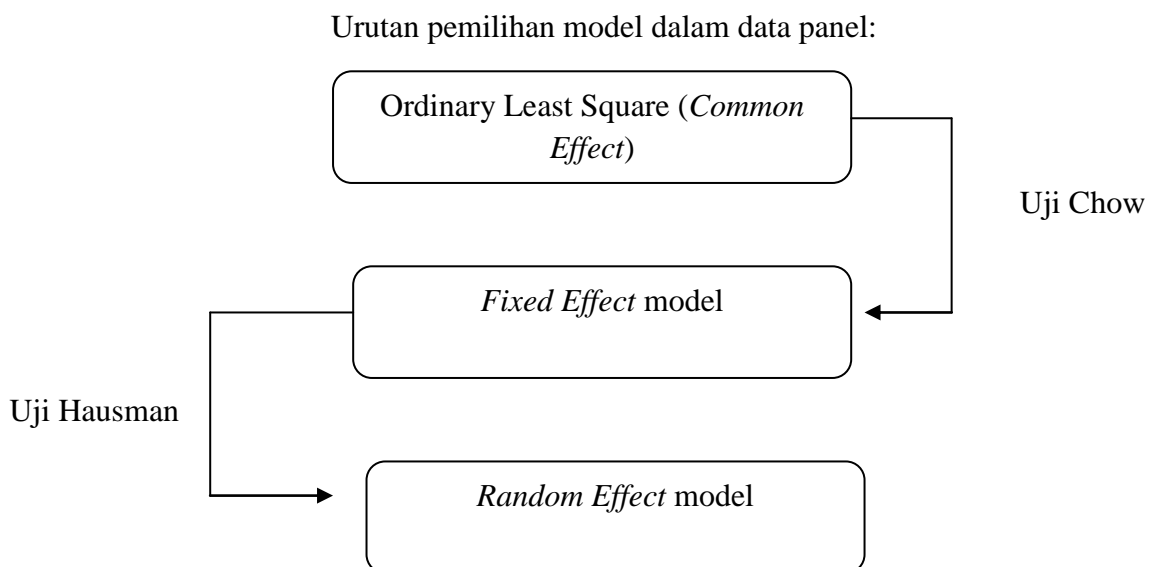 Urutan pemilihan model dalam data panel:
Ordinary Least Square (Common
Effect)
Uji Chow
Fixed Effect model
Uji Hausman
Random Effect model